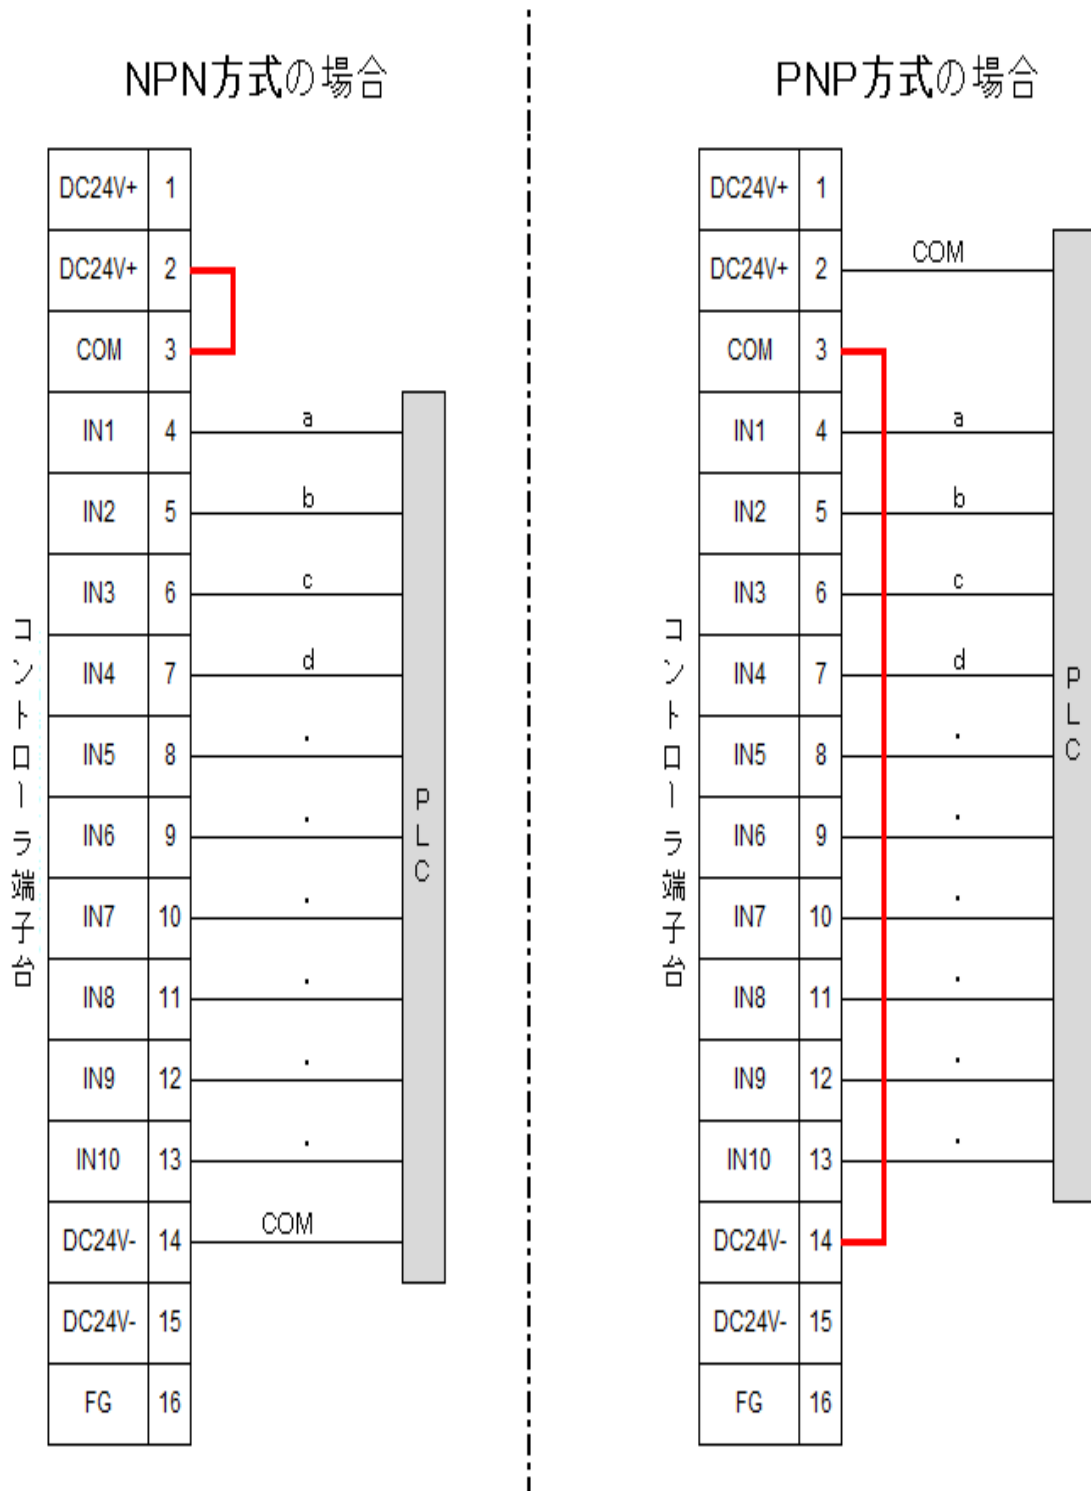 NPN方式の場合
DC24V+ 1
DC24V+ 2
COM 3
IN1 4 a
IN2 5 b
IN3 6 c
IN4 7 d
IN5 8 .
IN6 9 .
IN7 10 .
IN8 11 .
IN9 12 .
IN10 13 .
DC24V- 14 COM
DC24V- 15
FG 16
コントローラ端子台
PLC
PNP方式の場合
DC24V+ 1
DC24V+ 2 COM
COM 3
IN1 4 a
IN2 5 b
IN3 6 c
IN4 7 d
IN5 8 .
IN6 9 .
IN7 10 .
IN8 11 .
IN9 12 .
IN10 13 .
DC24V- 14
DC24V- 15
FG 16
コントローラ端子台
PLC